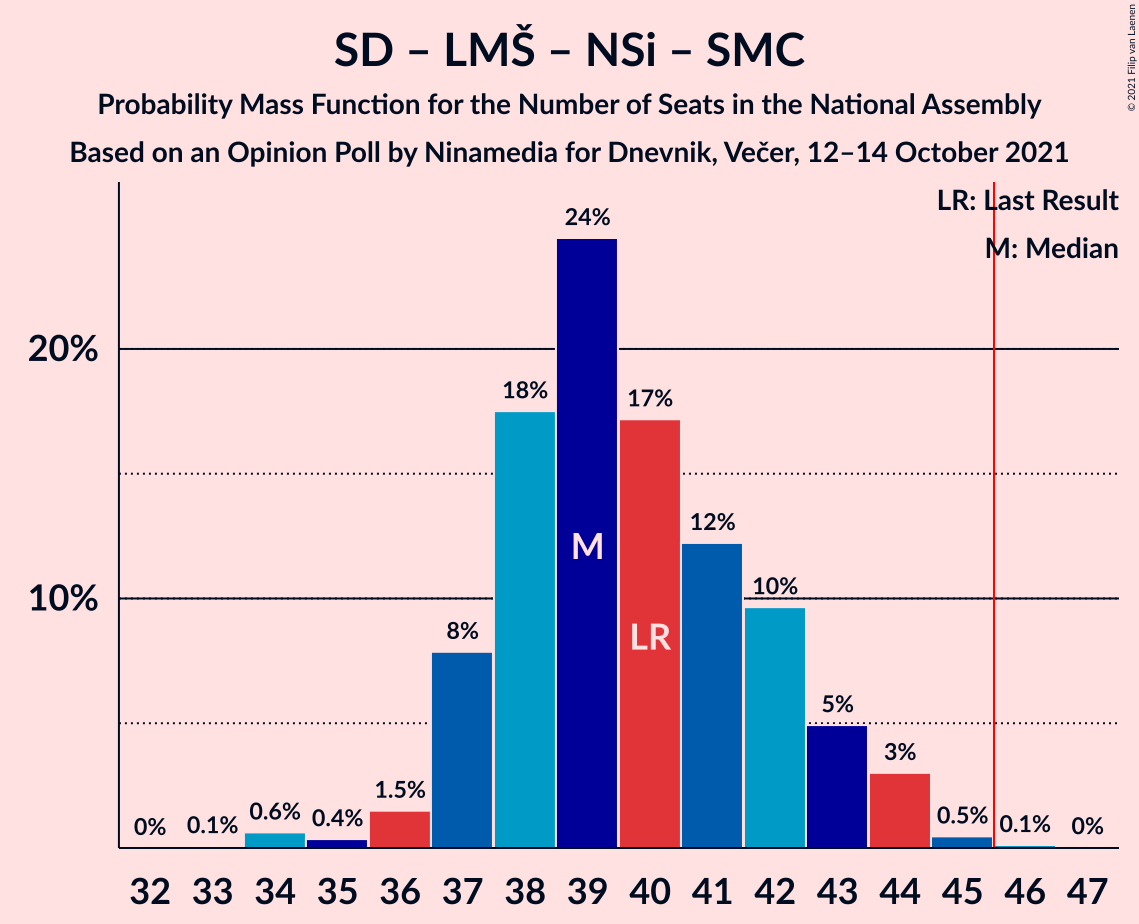 SD – LMŠ – NSi – SMC
Probability Mass Function for the Number of Seats in the National Assembly
Based on an Opinion Poll by Ninamedia for Dnevnik, Večer, 12–14 October 2021
© 2021 Filip van Laenen
LR: Last Result
M: Median
20%
10%
0%
0.1%
0.6%
0.4%
1.5%
8%
18%
24%
17%
12%
10%
5%
3%
0.5%
0.1%
0%
M
LR
32 33 34 35 36 37 38 39 40 41 42 43 44 45 46 47